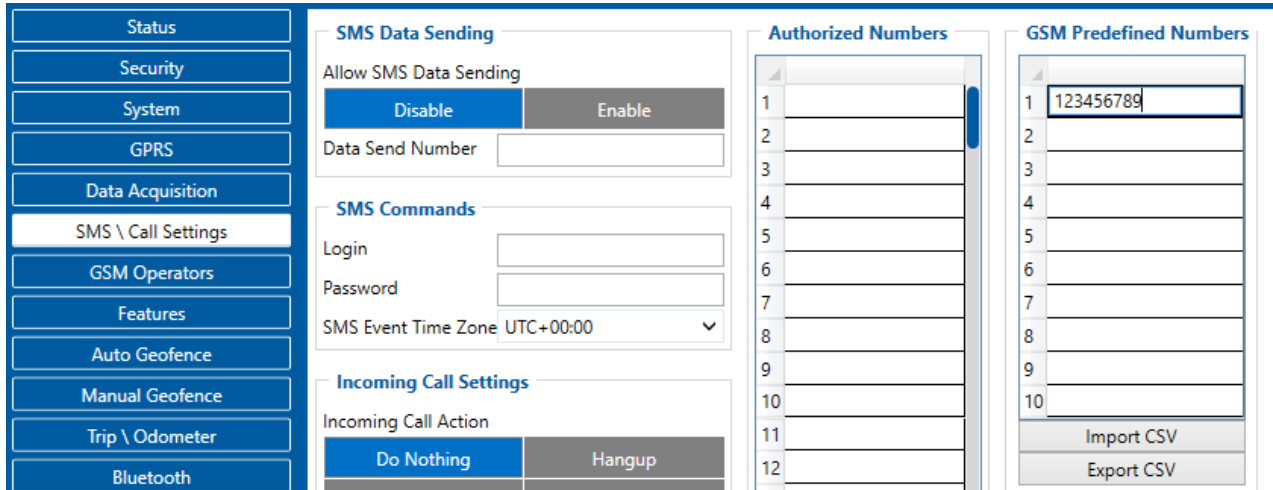 Status
Security
System
GPRS
Data Acquisition
SMS \ Call Settings
GSM Operators
Features
Auto Geofence
Manual Geofence
Trip \ Odometer
Bluetooth
SMS Data Sending
Allow SMS Data Sending
Disable Enable
Data Send Number
SMS Commands
Login
Password
SMS Event Time Zone UTC+00:00
Incoming Call Settings
Incoming Call Action
Do Nothing Hangup
Authorized Numbers
1
2
3
4
5
6
7
8
9
10
11
12
GSM Predefined Numbers
1 123456789
2
3
4
5
6
7
8
9
10
Import CSV
Export CSV